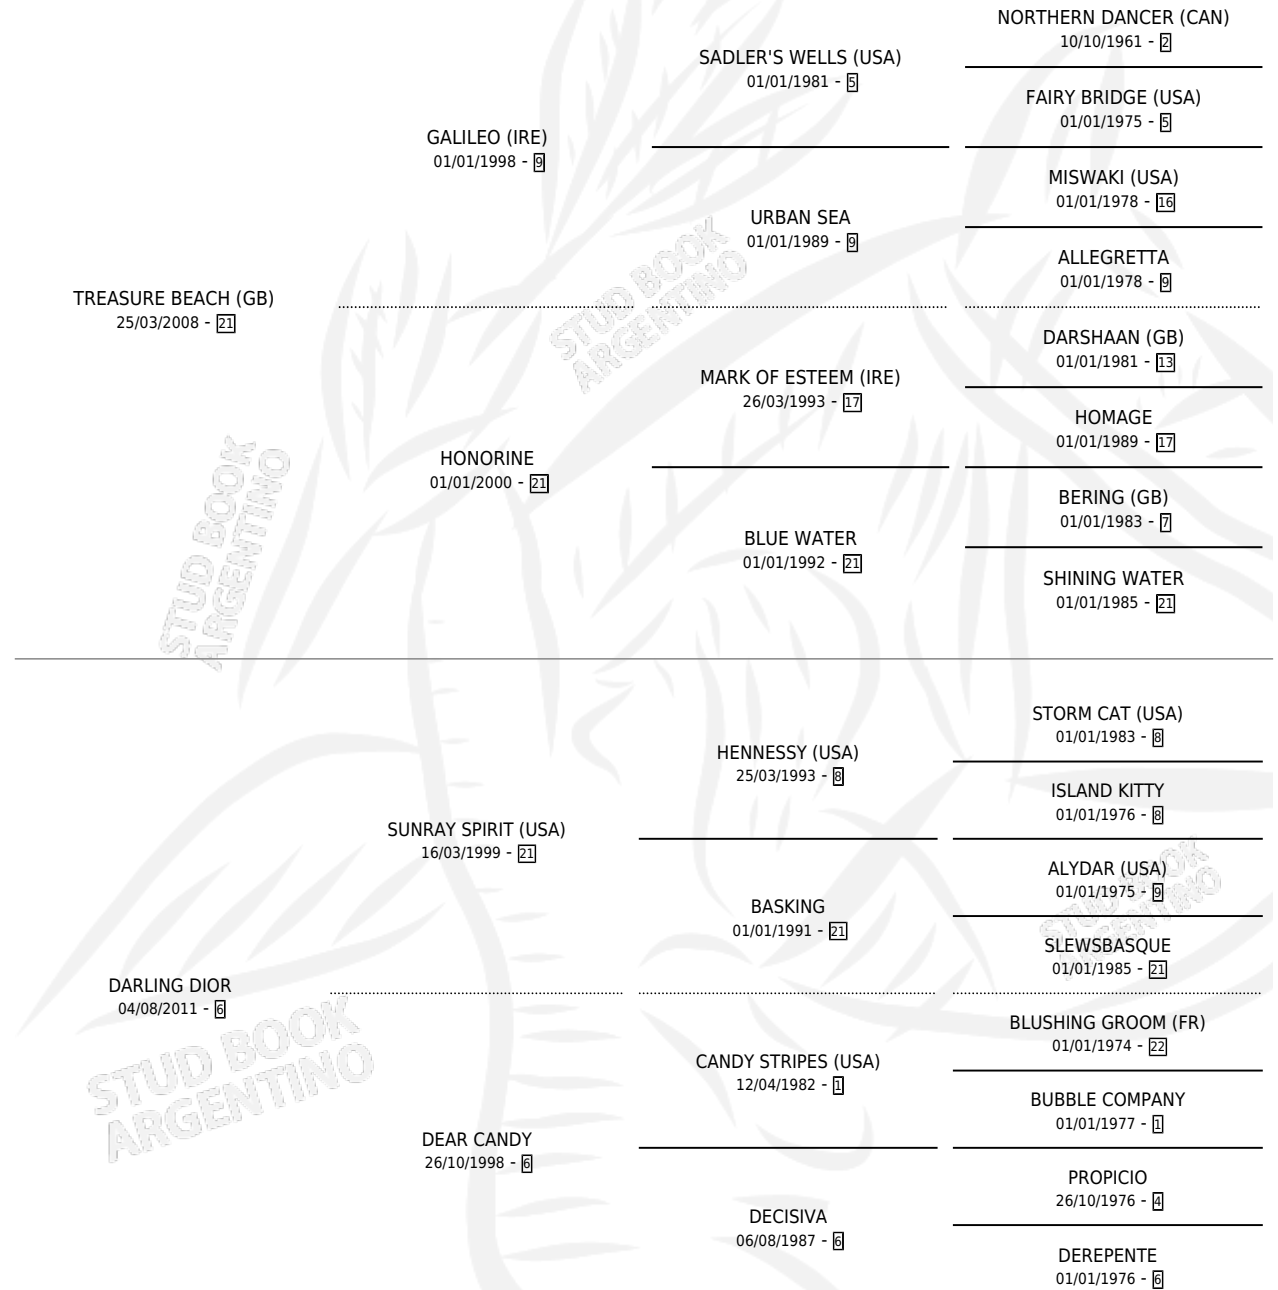 NORTHERN DANCER (CAN)
10/10/1961 - 2
SADLER'S WELLS (USA)
01/01/1981 - 5
FAIRY BRIDGE (USA)
01/01/1975 - 5
GALILEO (IRE)
01/01/1998 - 9
MISWAKI (USA)
01/01/1978 - 16
URBAN SEA
01/01/1989 - 9
ALLEGRETTA
01/01/1978 - 9
TREASURE BEACH (GB)
25/03/2008 - 21
STUD BOOK
ARGENTINO
DARSHAAN (GB)
01/01/1981 - 13
MARK OF ESTEEM (IRE)
26/03/1993 - 17
HOMAGE
01/01/1989 - 17
HONORINE
01/01/2000 - 21
BERING (GB)
01/01/1983 - 7
BLUE WATER
01/01/1992 - 21
SHINING WATER
01/01/1985 - 21
STUD BOOK
ARGENTINO
STORM CAT (USA)
01/01/1983 - 8
HENNESSY (USA)
25/03/1993 - 8
ISLAND KITTY
01/01/1976 - 8
SUNRAY SPIRIT (USA)
16/03/1999 - 21
ALYDAR (USA)
01/01/1975 - 9
BASKING
01/01/1991 - 21
SLEWSBASQUE
01/01/1985 - 21
STUD BOOK
ARGENTINO
DARLING DIOR
04/08/2011 - 6
BLUSHING GROOM (FR)
01/01/1974 - 22
CANDY STRIPES (USA)
12/04/1982 - 1
BUBBLE COMPANY
01/01/1977 - 1
STUD BOOK
ARGENTINO
DEAR CANDY
26/10/1998 - 6
PROPICIO
26/10/1976 - 4
DECISIVA
06/08/1987 - 6
DEREPENTE
01/01/1976 - 6